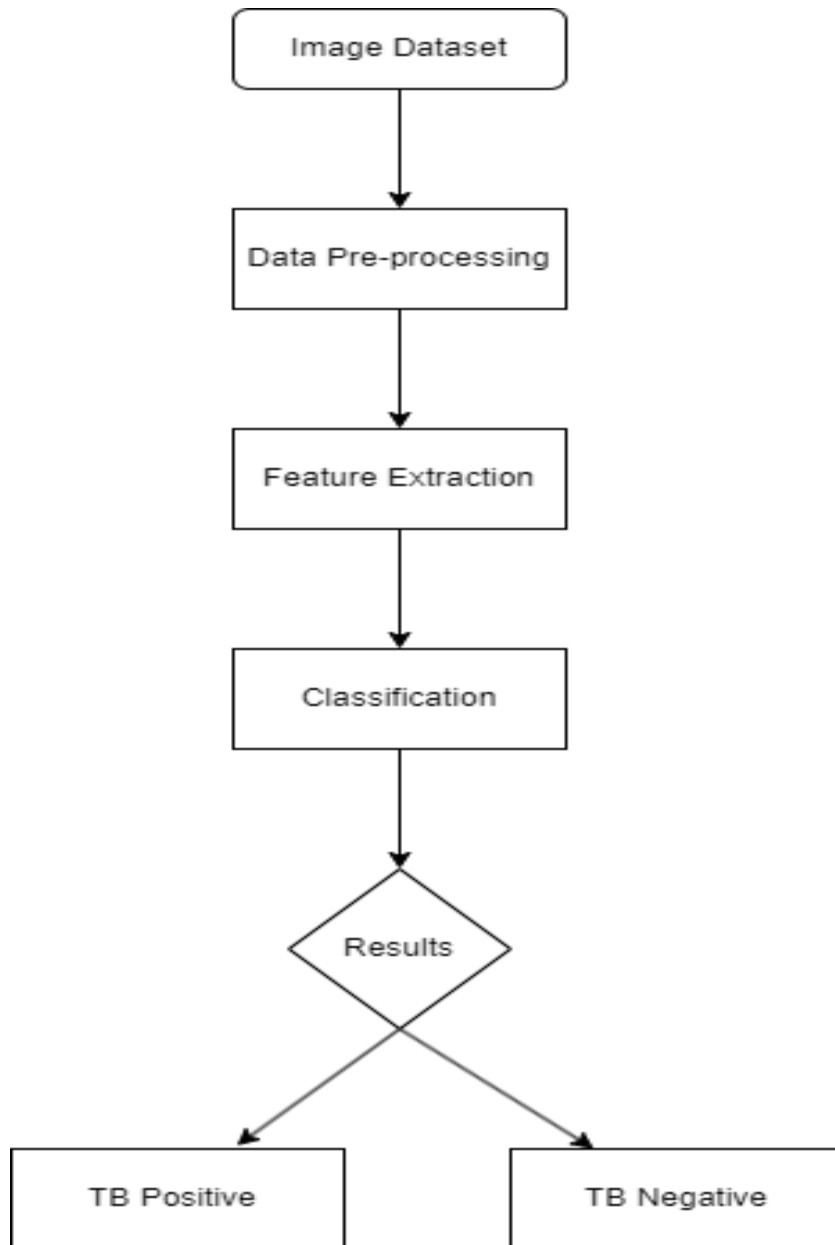 Image Dataset
Data Pre-processing
Feature Extraction
Classification
Results
TB Positive
TB Negative